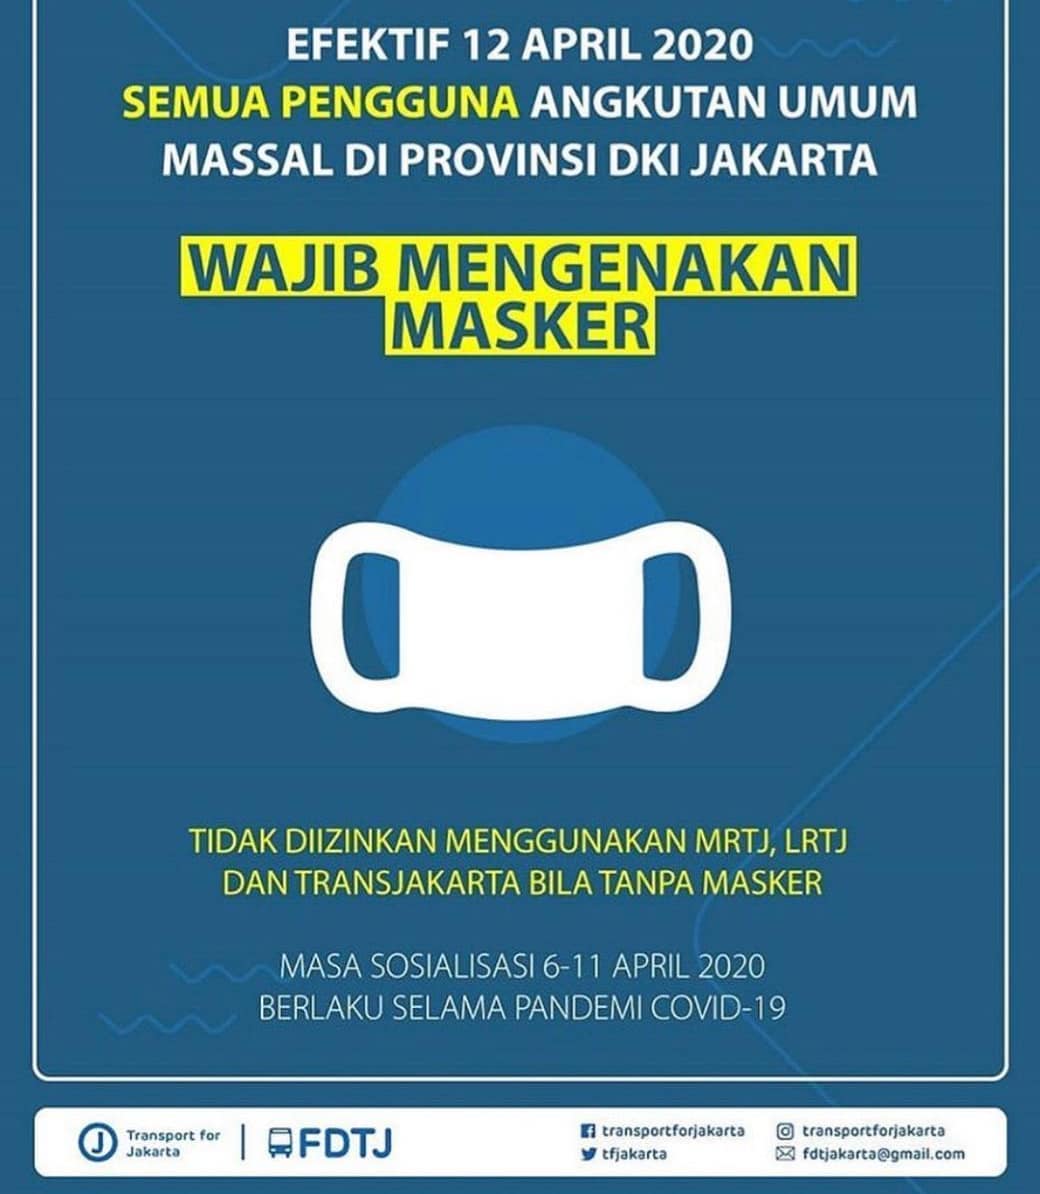 EFEKTIF 12 APRIL 2020
SEMUA PENGGUNA ANGKUTAN UMUM
MASSAL DI PROVINSI DKI JAKARTA
WAJIB MENGENAKAN
MASKER
TIDAK DIIZINKAN MENGGUNAKAN MRTJ, LRTJ
DAN TRANSJAKARTA BILA TANPA MASKER
MASA SOSIALISASI 6-11 APRIL 2020
BERLAKU SELAMA PANDEMI COVID-19
J Transport for
Jakarta
FDTJ
transportforjakarta
tfjakarta
transportforjakarta
fdtjakarta@gmail.com